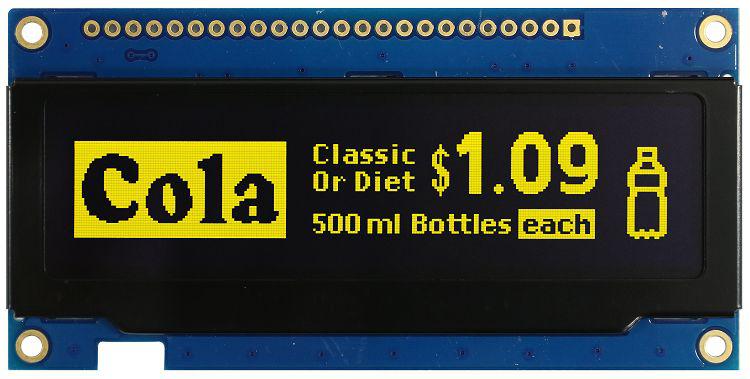 Cola
Classic
Or Diet
$1.09
500 ml Bottles each